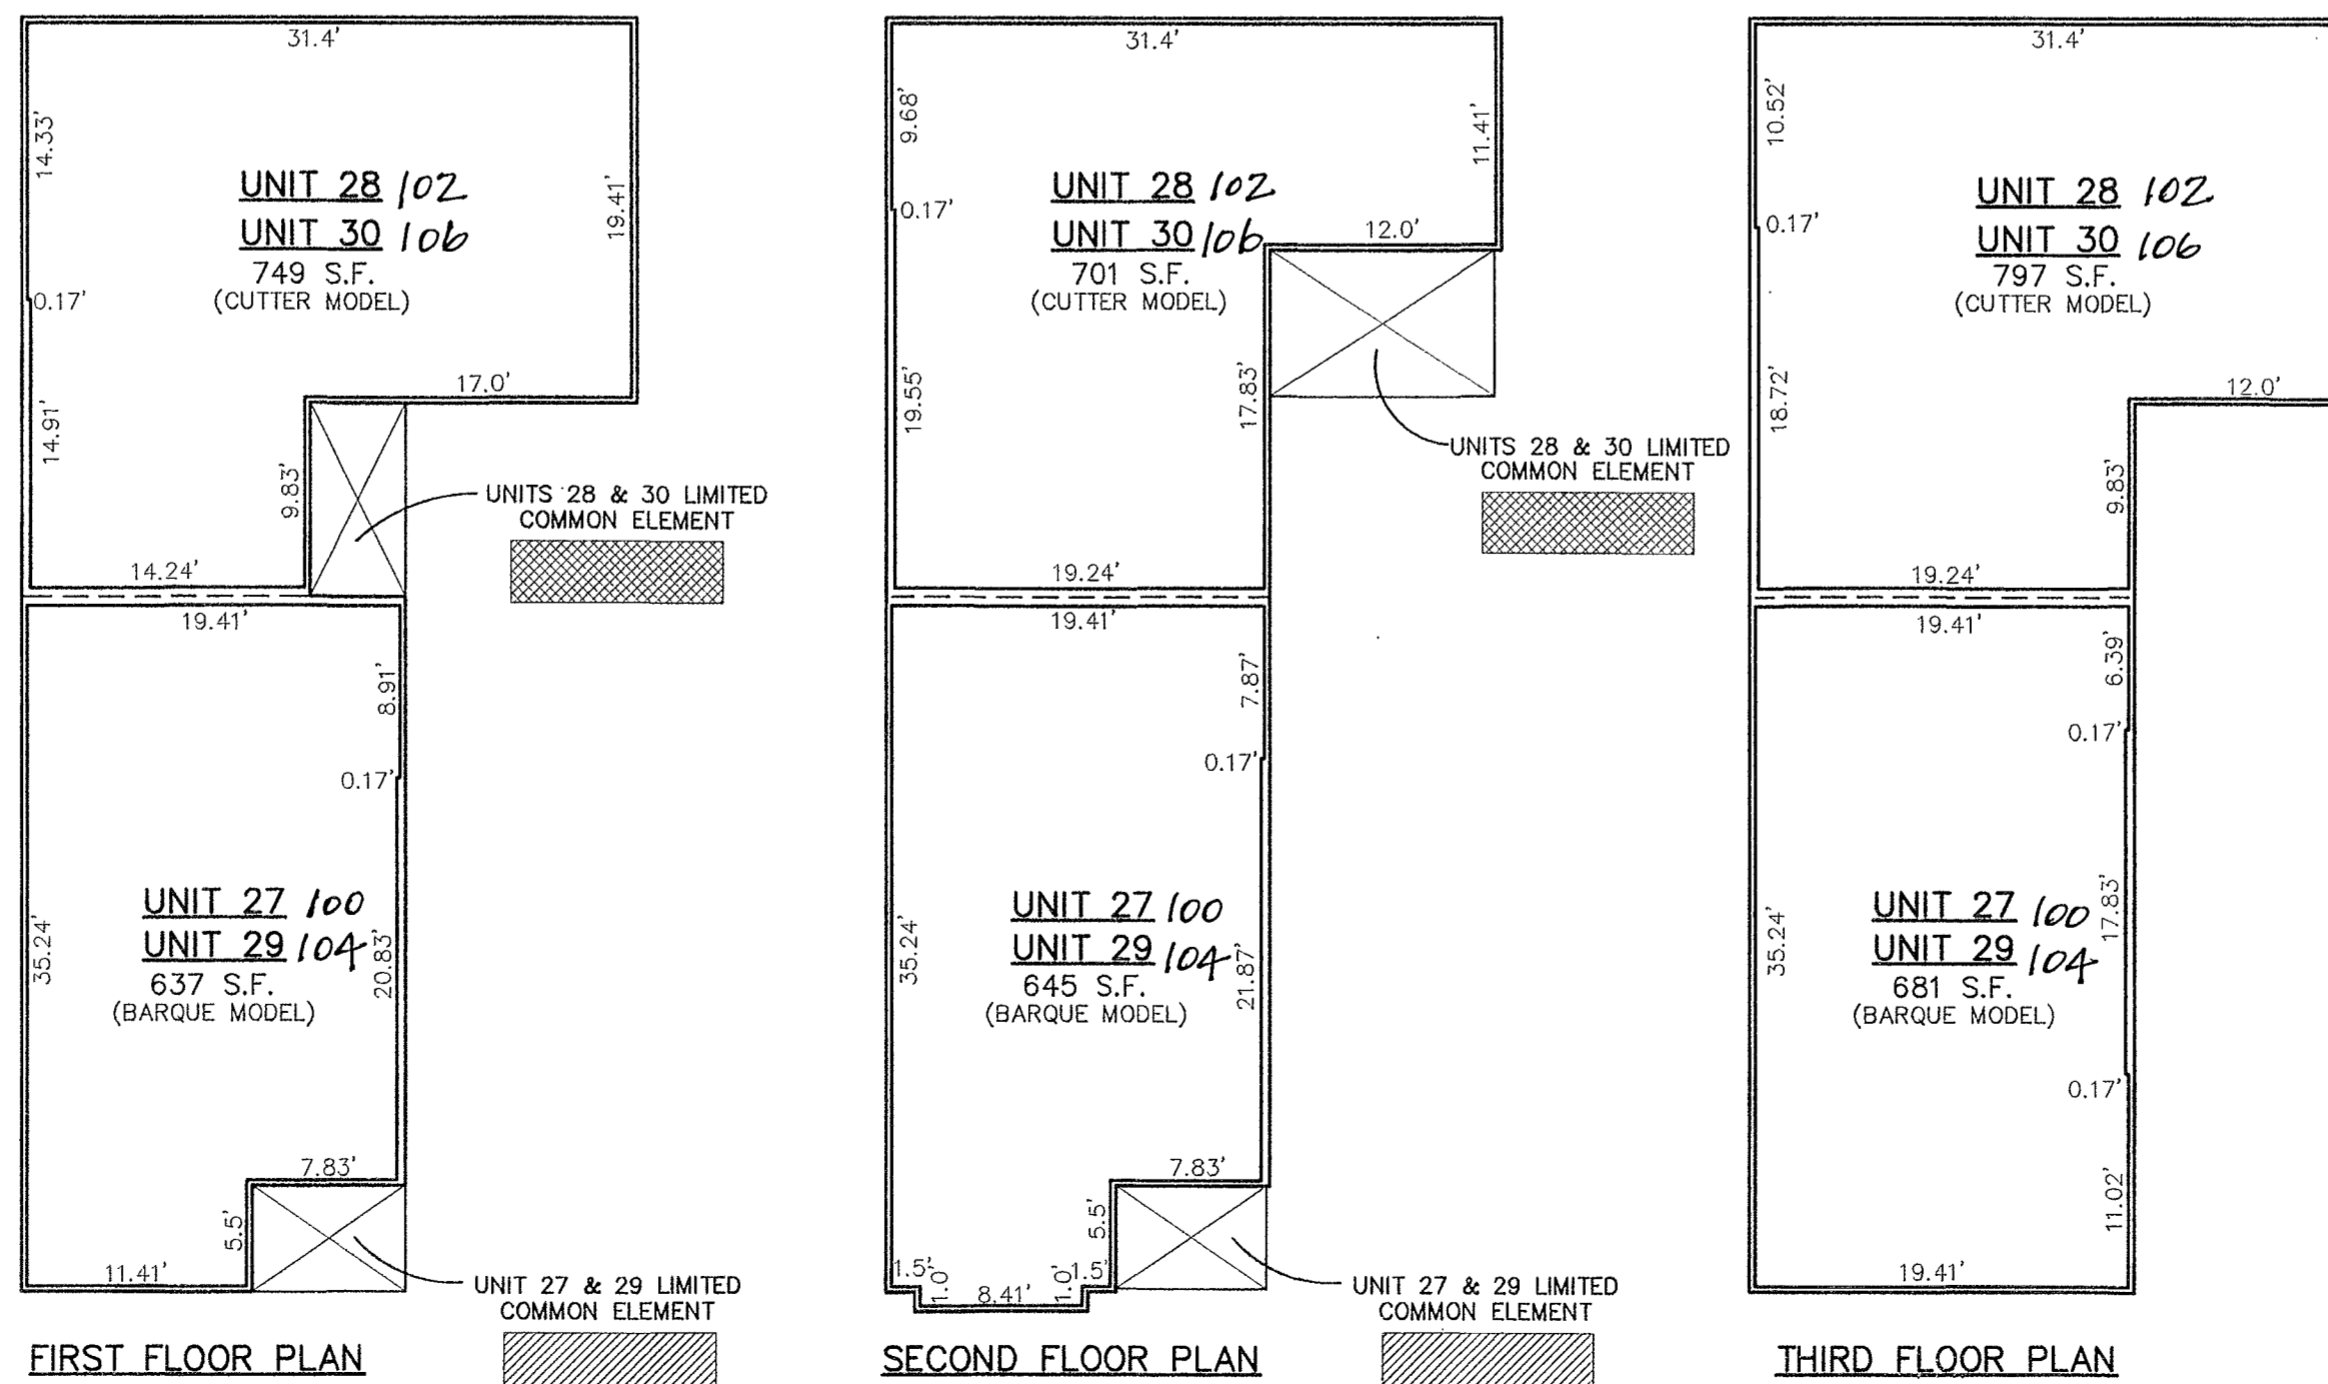 31.4'
14.33'
UNIT 28 102
UNIT 30 106
749 S.F.
(CUTTER MODEL)
19.41'
0.17'
14.91'
17.0'
9.83'
UNITS 28 & 30 LIMITED
COMMON ELEMENT
14.24'
19.41'
8.91'
0.17'
UNIT 27 100
UNIT 29 104
637 S.F.
(BARQUE MODEL)
35.24'
20.83'
7.83'
5.5'
11.41'
UNIT 27 & 29 LIMITED
COMMON ELEMENT
FIRST FLOOR PLAN
31.4'
9.68'
11.41'
0.17'
UNIT 28 102
UNIT 30 106
701 S.F.
(CUTTER MODEL)
12.0'
19.55'
17.83'
UNITS 28 & 30 LIMITED
COMMON ELEMENT
19.24'
19.41'
7.87'
0.17'
UNIT 27 100
UNIT 29 104
645 S.F.
(BARQUE MODEL)
35.24'
21.87'
7.83'
5.5'
1.5'
1.0'
8.41'
1.0'
1.5'
UNIT 27 & 29 LIMITED
COMMON ELEMENT
SECOND FLOOR PLAN
31.4'
10.52'
0.17'
UNIT 28 102
UNIT 30 106
797 S.F.
(CUTTER MODEL)
18.72'
12.0'
9.83'
19.24'
19.41'
6.39'
0.17'
UNIT 27 100
UNIT 29 104
681 S.F.
(BARQUE MODEL)
35.24'
17.83'
0.17'
11.02'
19.41'
THIRD FLOOR PLAN